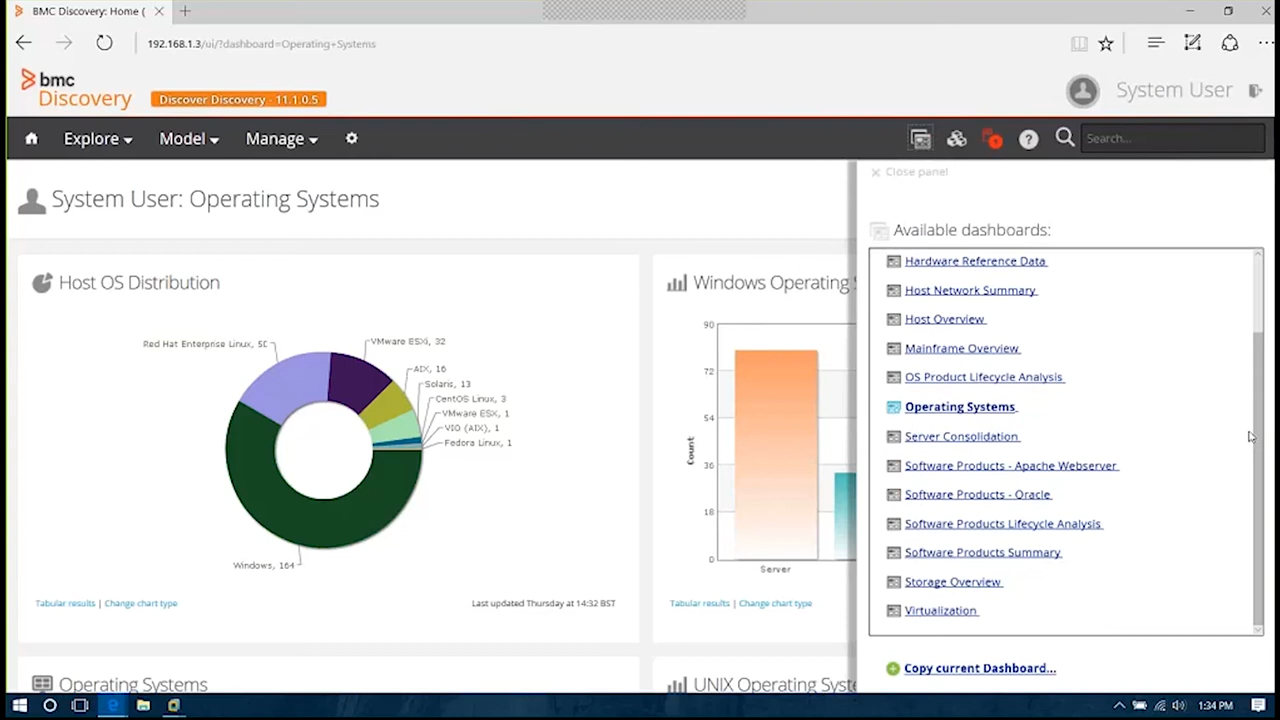 BMC Discovery: Home (
192.168.1.3/ui/?dashboard=Operating+Systems
bmc
Discovery
Discover Discovery - 11.1.0.5
System User
Explore
Model
Manage
Search...
System User: Operating Systems
Close panel
Available dashboards:
Hardware Reference Data
Host Network Summary
Host Overview
Mainframe Overview
OS Product Lifecycle Analysis
Operating Systems
Server Consolidation
Software Products - Apache Webserver
Software Products - Oracle
Software Products Lifecycle Analysis
Software Products Summary
Storage Overview
Virtualization
Copy current Dashboard...
Host OS Distribution
Red Hat Enterprise Linux, 50
VMware ESXi, 32
AIX, 16
Solaris, 13
CentOS Linux, 3
VMware ESX, 1
VIO (AIX), 1
Fedora Linux, 1
Windows, 164
Tabular results | Change chart type
Last updated Thursday at 14:32 BST
Windows Operating S
90
72
54
36
18
0
Count
Server
Tabular results | Change chart type
Operating Systems
UNIX Operating Syste
1:34 PM